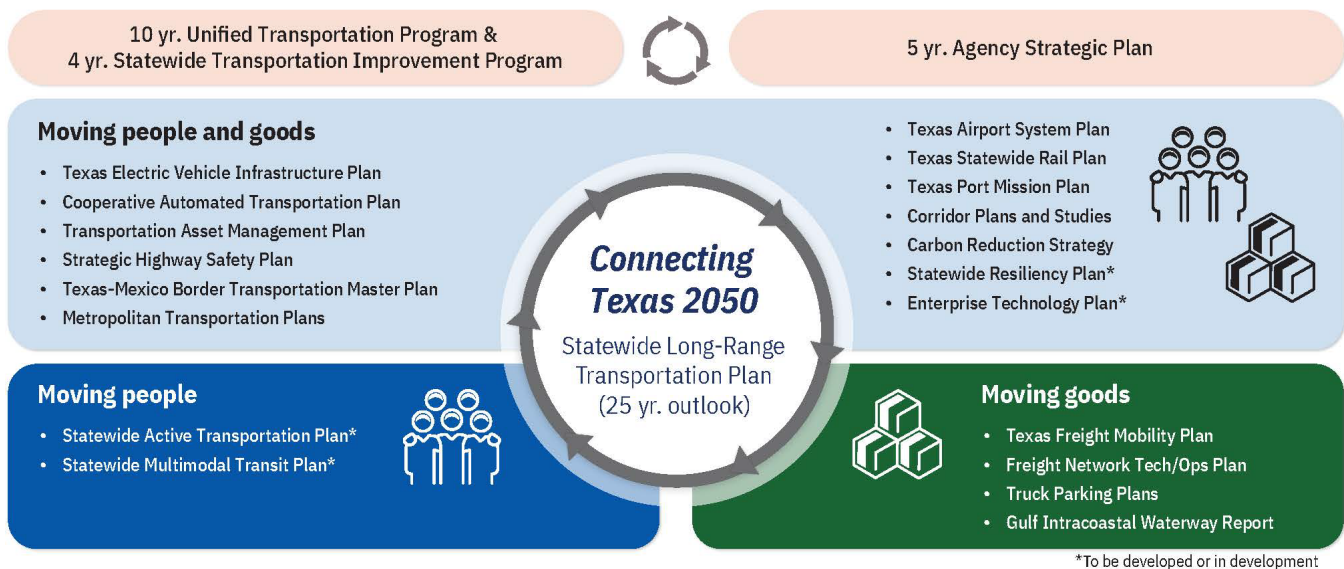 10 yr. Unified Transportation Program &
4 yr. Statewide Transportation Improvement Program
5 yr. Agency Strategic Plan
Moving people and goods
• Texas Electric Vehicle Infrastructure Plan
• Cooperative Automated Transportation Plan
• Transportation Asset Management Plan
• Strategic Highway Safety Plan
• Texas-Mexico Border Transportation Master Plan
• Metropolitan Transportation Plans
• Texas Airport System Plan
• Texas Statewide Rail Plan
• Texas Port Mission Plan
• Corridor Plans and Studies
• Carbon Reduction Strategy
• Statewide Resiliency Plan*
• Enterprise Technology Plan*
Connecting
Texas 2050
Statewide Long-Range
Transportation Plan
(25 yr. outlook)
Moving people
• Statewide Active Transportation Plan*
• Statewide Multimodal Transit Plan*
Moving goods
• Texas Freight Mobility Plan
• Freight Network Tech/Ops Plan
• Truck Parking Plans
• Gulf Intracoastal Waterway Report
*To be developed or in development